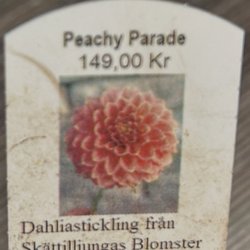 Peachy Parade
149,00 Kr
Dahliastickling från
Skättilljungas Blomster